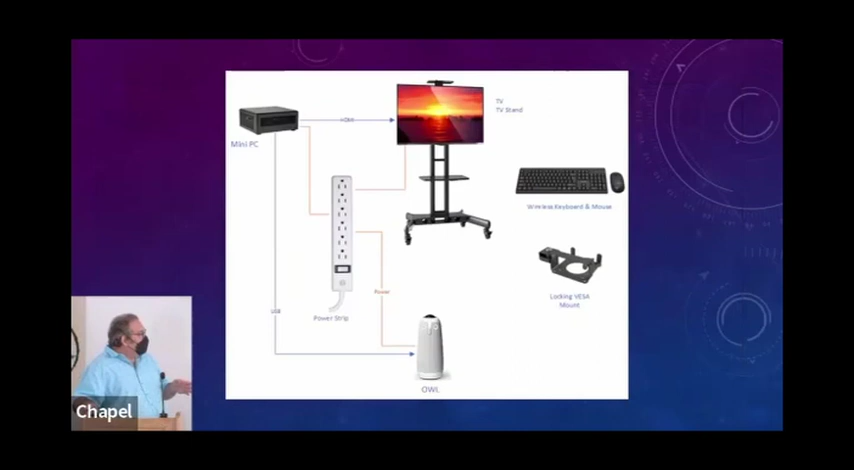 TV
TV Stand
HDMI
Mini PC
Wireless Keyboard & Mouse
Locking VESA
Mount
Power
USB
Power Strip
OWL
Chapel